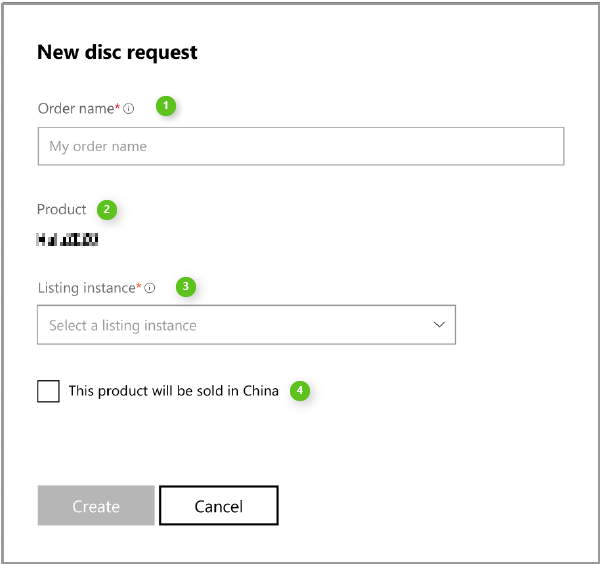 New disc request
Order name* 1
My order name
Product 2
Listing instance* 3
Select a listing instance
This product will be sold in China 4
Create Cancel